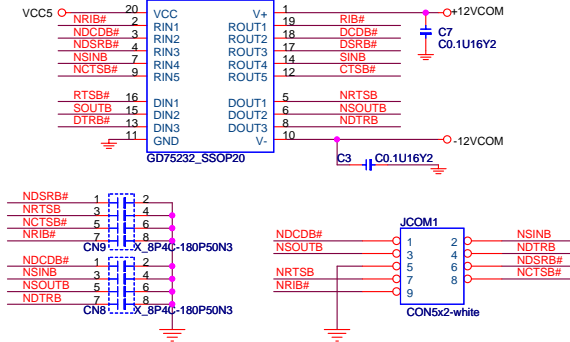 VCC5 20 VCC V+ 1 +12VCOM
NRIB# 2 RIN1 ROUT1 19 RIB#
NDCDB# 3 RIN2 ROUT2 18 DCDB#
NDSRB# 4 RIN3 ROUT3 17 DSRB#
NSINB 7 RIN4 ROUT4 14 SINB
NCTSB# 9 RIN5 ROUT5 12 CTSB#
C7
C0.1U16Y2
RTSB# 16 DIN1 DOUT1 5 NRTSB
SOUTB 15 DIN2 DOUT2 6 NSOUTB
DTRB# 13 DIN3 DOUT3 8 NDTRB
11 GND V- 10 -12VCOM
GD75232_SSOP20
C3 C0.1U16Y2
NDSRB# 1 2
NRTSB 3 4
NCTSB# 5 6
NRIB# 7 8
CN9 X_8P4C-180P50N3
NDCDB# 1 2
NSINB 3 4
NSOUTB 5 6
NDTRB 7 8
CN8 X_8P4C-180P50N3
JCOM1
NDCDB# 1 2 NSINB
NSOUTB 3 4 NDTRB
5 6 NDSRB#
NRTSB 7 8 NCTSB#
NRIB# 9
CON5x2-white